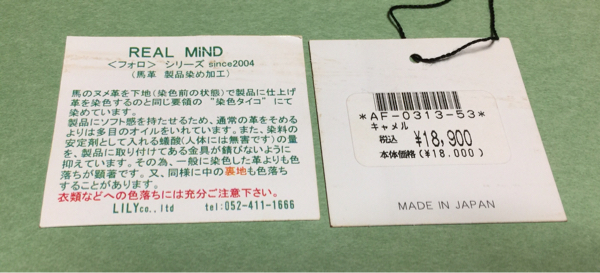 REAL MiND
＜フォロ＞ シリーズ since2004
（馬革 製品染め加工）
馬のヌメ革を下地（染色前の状態）で製品に仕上げ
革を染色するのと同じ要領の “染色タイコ” にて
染めています。
製品にソフト感を持たせるため、通常の革をそめる
よりは多目のオイルをいれています。また、染料の
安定剤として入れる蟻酸（人体には無害です）の量
を、製品に取り付けてある金具が錆びないように
抑えています。その為、一般に染色した革よりも色
落ちが顕著です。又、同様に中の裏地も色落ち
することがあります。
衣類などへの色落ちには充分ご注意下さい。
LILYco.,ltd tel:052-411-1666
*AF-0313-53*
キャメル
税込 ¥18,900
本体価格(¥18,000)
MADE IN JAPAN